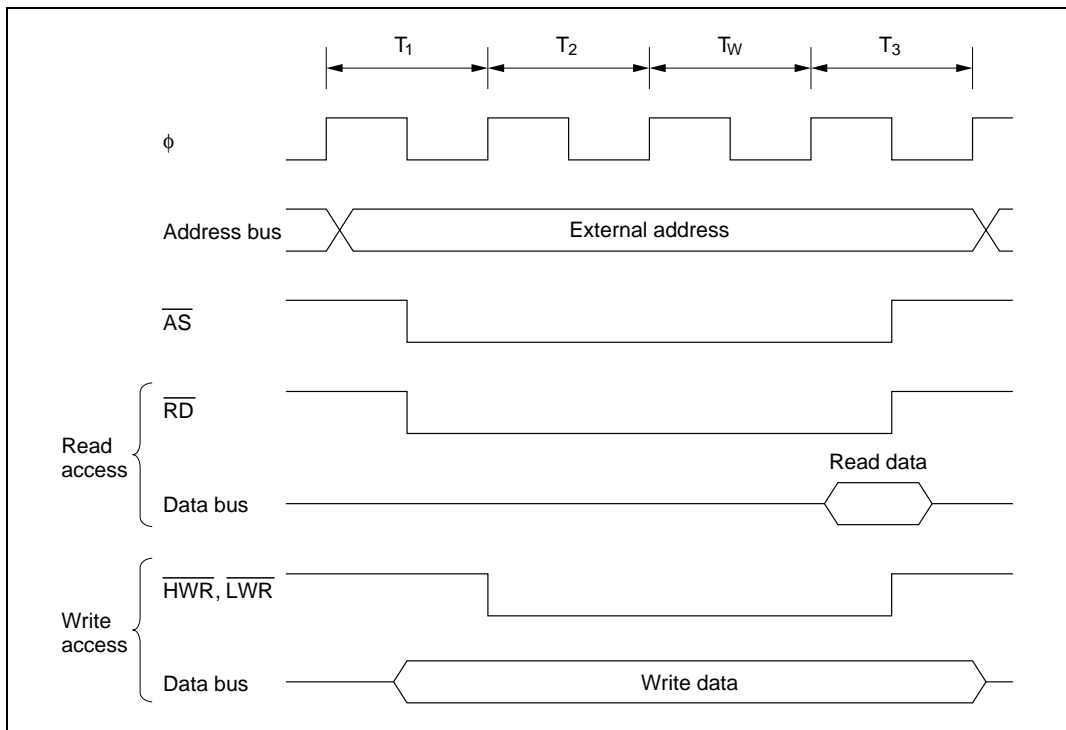 T1 T2 TW T3
ϕ
Address bus External address
AS
RD
Read data
Read
access
Data bus
HWR, LWR
Write
access
Data bus Write data